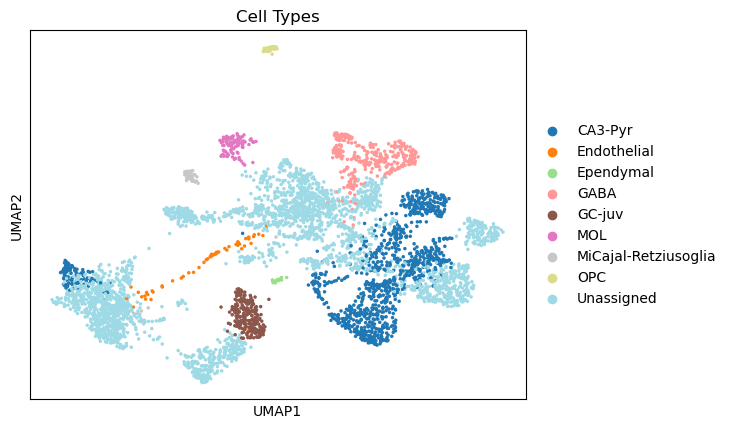 Cell Types
UMAP2
UMAP1
CA3-Pyr
Endothelial
Ependymal
GABA
GC-juv
MOL
MiCajal-Retziusoglia
OPC
Unassigned